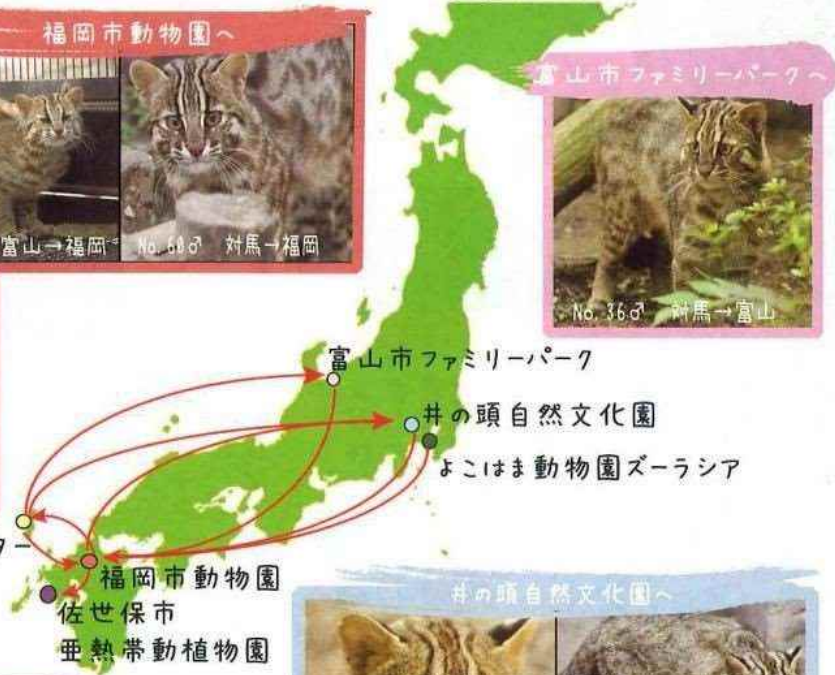 福岡市動物園へ
富山→福岡
No. 60♂ 対馬→福岡
富山市ファミリーパークへ
No. 36♂ 対馬→富山
富山市ファミリーパーク
井の頭自然文化園
よこはま動物園ズーラシア
ター
福岡市動物園
佐世保市
亜熱帯動植物園
井の頭自然文化園へ